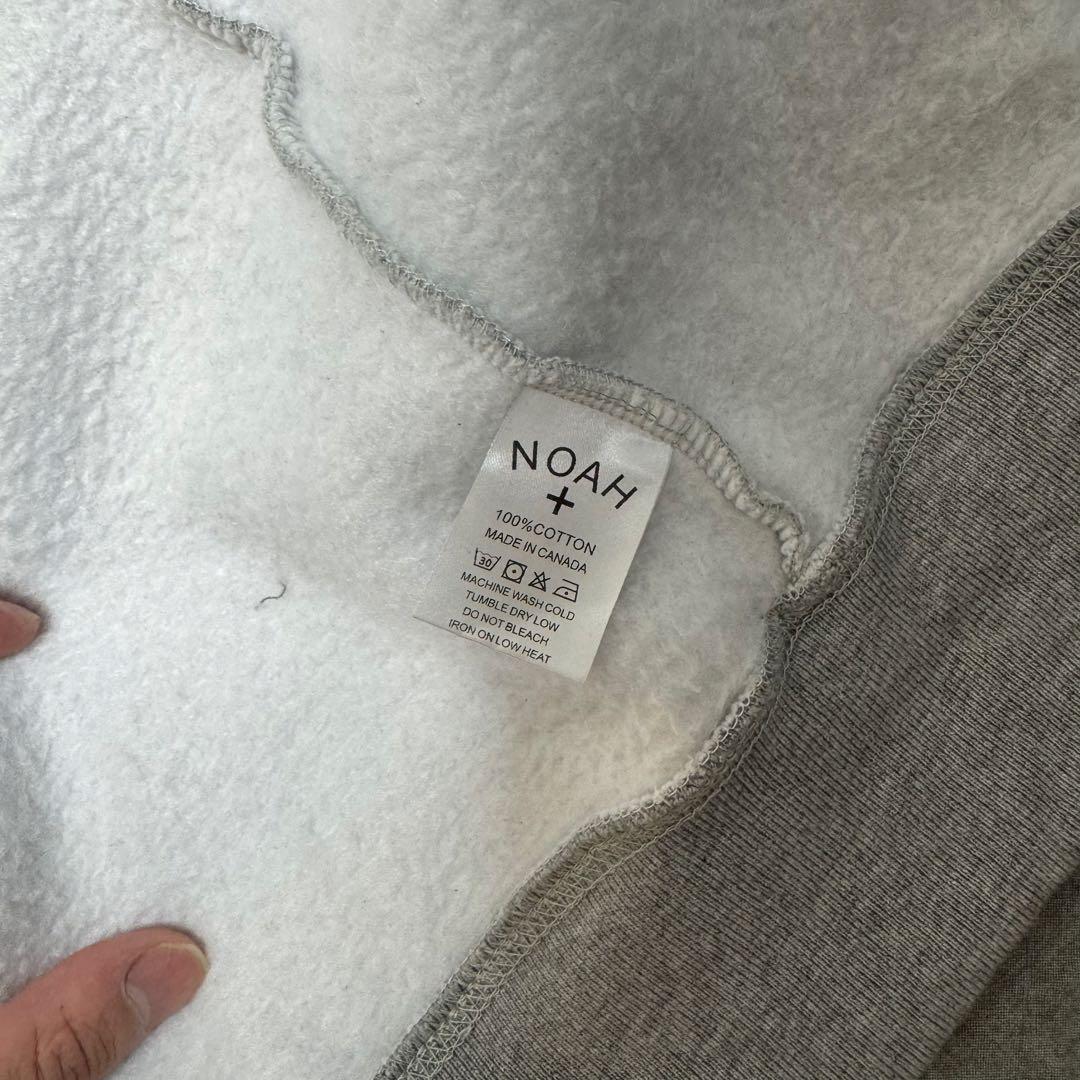 NOAH
+
100%COTTON
MADE IN CANADA
30
MACHINE WASH COLD
TUMBLE DRY LOW
DO NOT BLEACH
IRON ON LOW HEAT